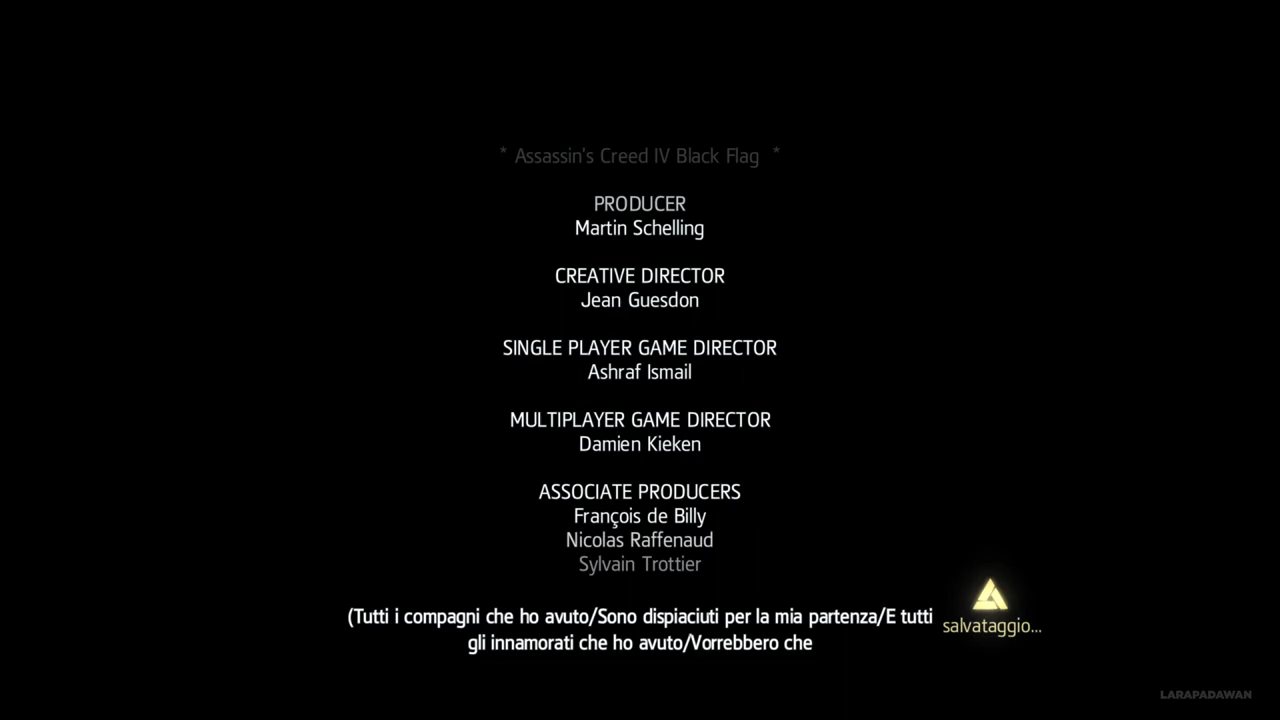 * Assassin's Creed IV Black Flag *
PRODUCER
Martin Schelling
CREATIVE DIRECTOR
Jean Guesdon
SINGLE PLAYER GAME DIRECTOR
Ashraf Ismail
MULTIPLAYER GAME DIRECTOR
Damien Kieken
ASSOCIATE PRODUCERS
François de Billy
Nicolas Raffenaud
Sylvain Trottier
(Tutti i compagni che ho avuto/Sono dispiaciuti per la mia partenza/E tutti
gli innamorati che ho avuto/Vorrebbero che
salvataggio...
LARAPADAWAN